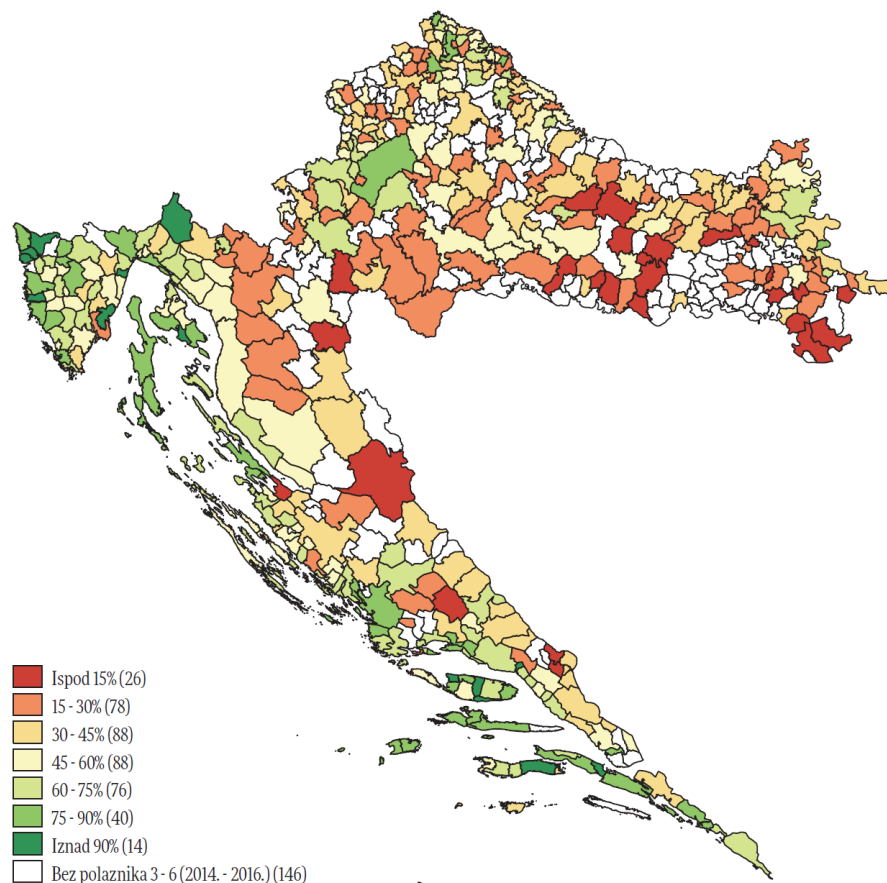 Ispod 15% (26)
15 - 30% (78)
30 - 45% (88)
45 - 60% (88)
60 - 75% (76)
75 - 90% (40)
Iznad 90% (14)
Bez polaznika 3 - 6 (2014. - 2016.) (146)